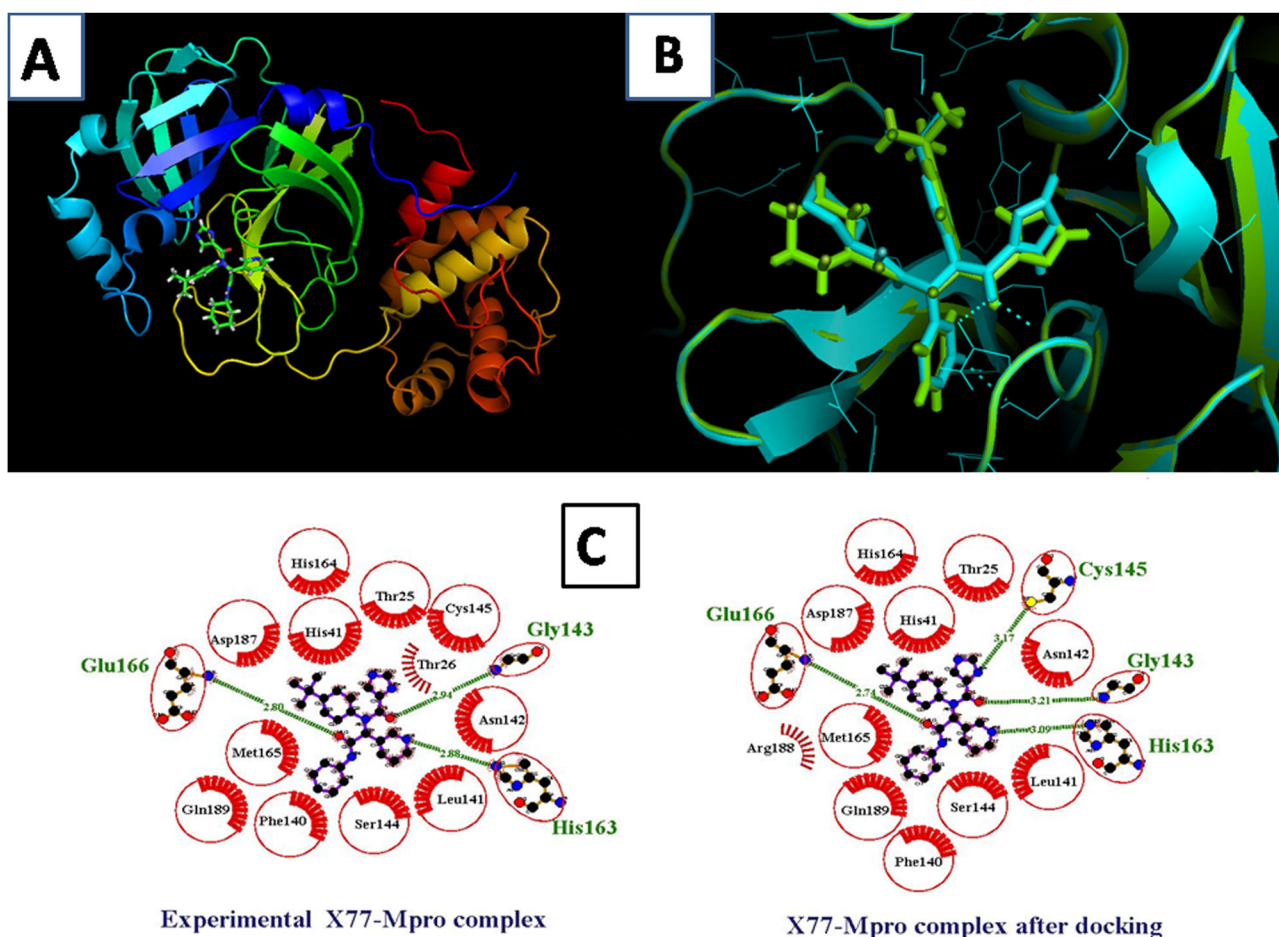 A
B
C
His164
Thr25
Cys145
Gly143
Asp187
His41
Glu166
Thr26
2.94
2.80
Asn142
2.88
Met165
Leu141
Gln189
Phe140
Ser144
His163
Experimental X77-Mpro complex
His164
Thr25
Cys145
Glu166
Asp187
His41
3.17
Asn142
Gly143
2.74
3.21
3.09
Arg188
Met165
His163
Leu141
Gln189
Ser144
Phe140
X77-Mpro complex after docking